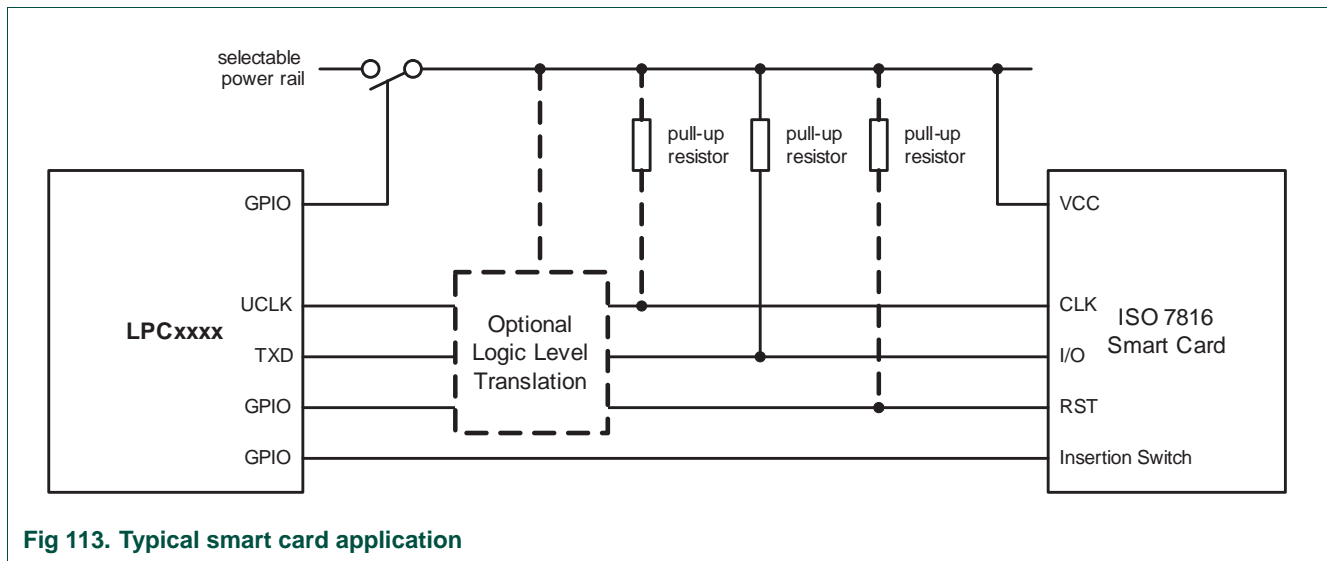 selectable
power rail
pull-up
resistor
pull-up
resistor
pull-up
resistor
GPIO
VCC
UCLK
CLK
LPCxxxx
Optional
Logic Level
Translation
ISO 7816
Smart Card
TXD
I/O
GPIO
RST
GPIO
Insertion Switch
Fig 113. Typical smart card application